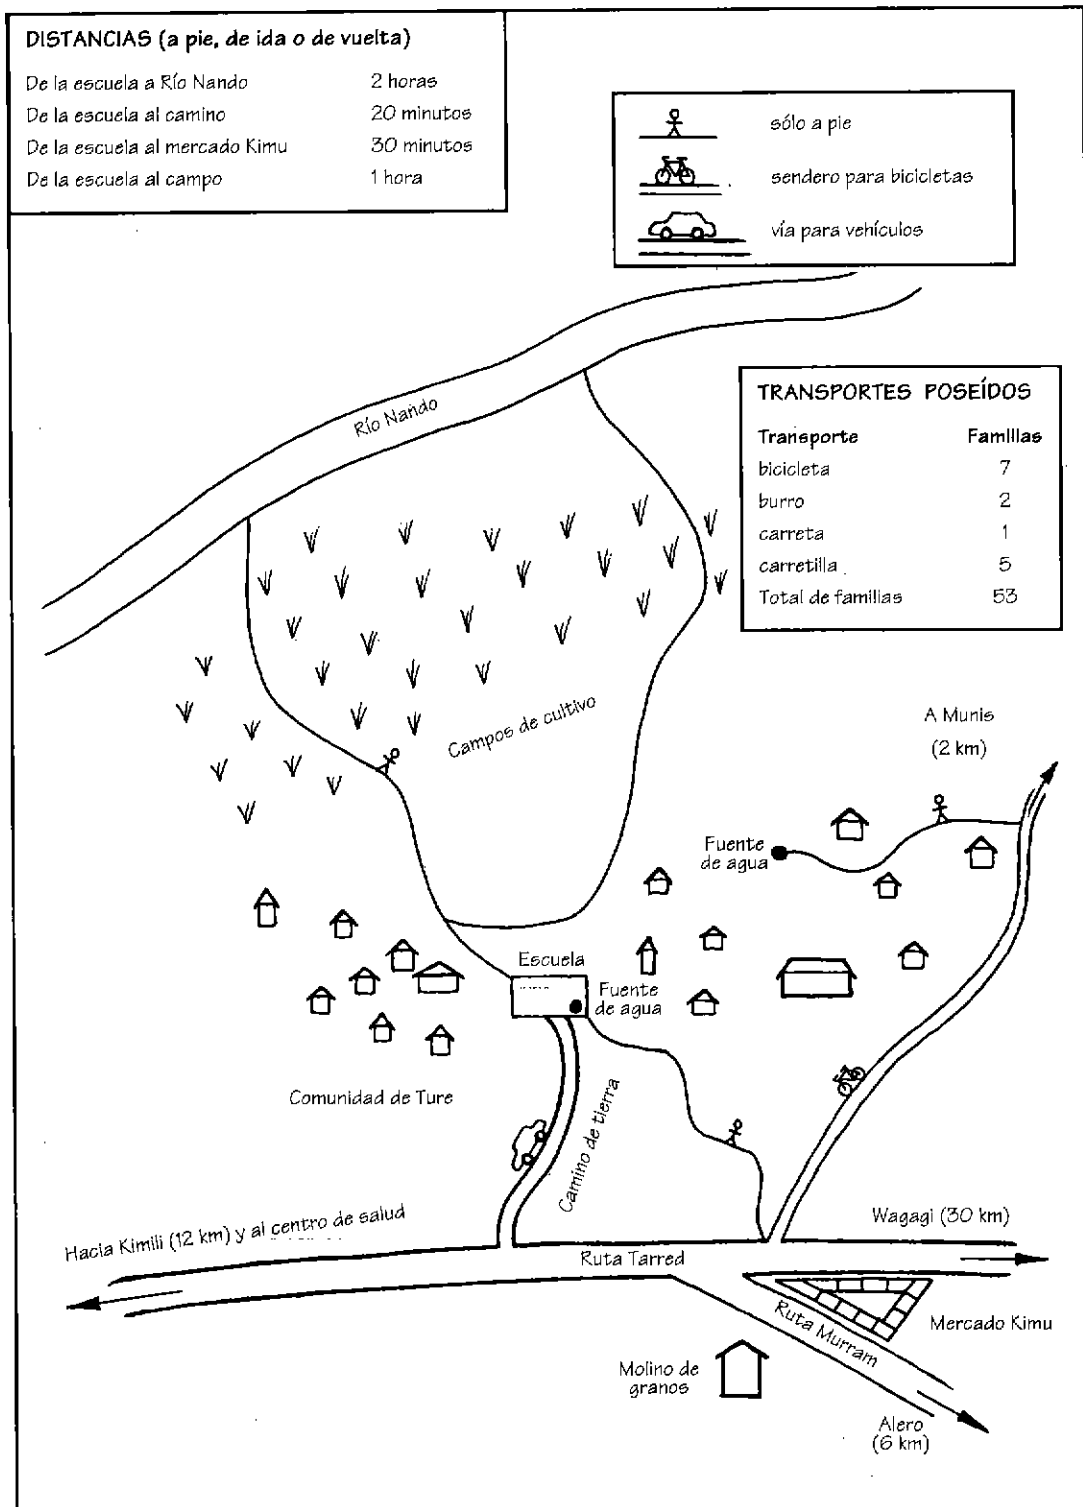 DISTANCIAS (a pie, de ida o de vuelta)
De la escuela a Río Nando 2 horas
De la escuela al camino 20 minutos
De la escuela al mercado Kimu 30 minutos
De la escuela al campo 1 hora
sólo a pie
sendero para bicicletas
vía para vehículos
Río Nando
TRANSPORTES POSEÍDOS
Transporte Familias
bicicleta 7
burro 2
carreta 1
carretilla 5
Total de familias 53
Campos de cultivo
A Munis
(2 km)
Fuente
de agua
Escuela
Fuente
de agua
Comunidad de Ture
Camino de tierra
Hacia Kimili (12 km) y al centro de salud
Wagagi (30 km)
Ruta Tarred
Ruta Murram
Mercado Kimu
Molino de
granos
Alero
(6 km)